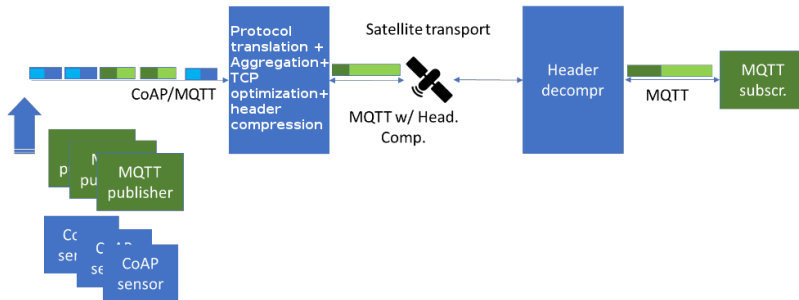 Protocol
translation +
Aggregation+
TCP
optimization+
header
compression
Satellite transport
CoAP/MQTT
MQTT w/ Head.
Comp.
Header
decompr
MQTT
MQTT
subscr.
MQTT
publisher
CoAP
sensor